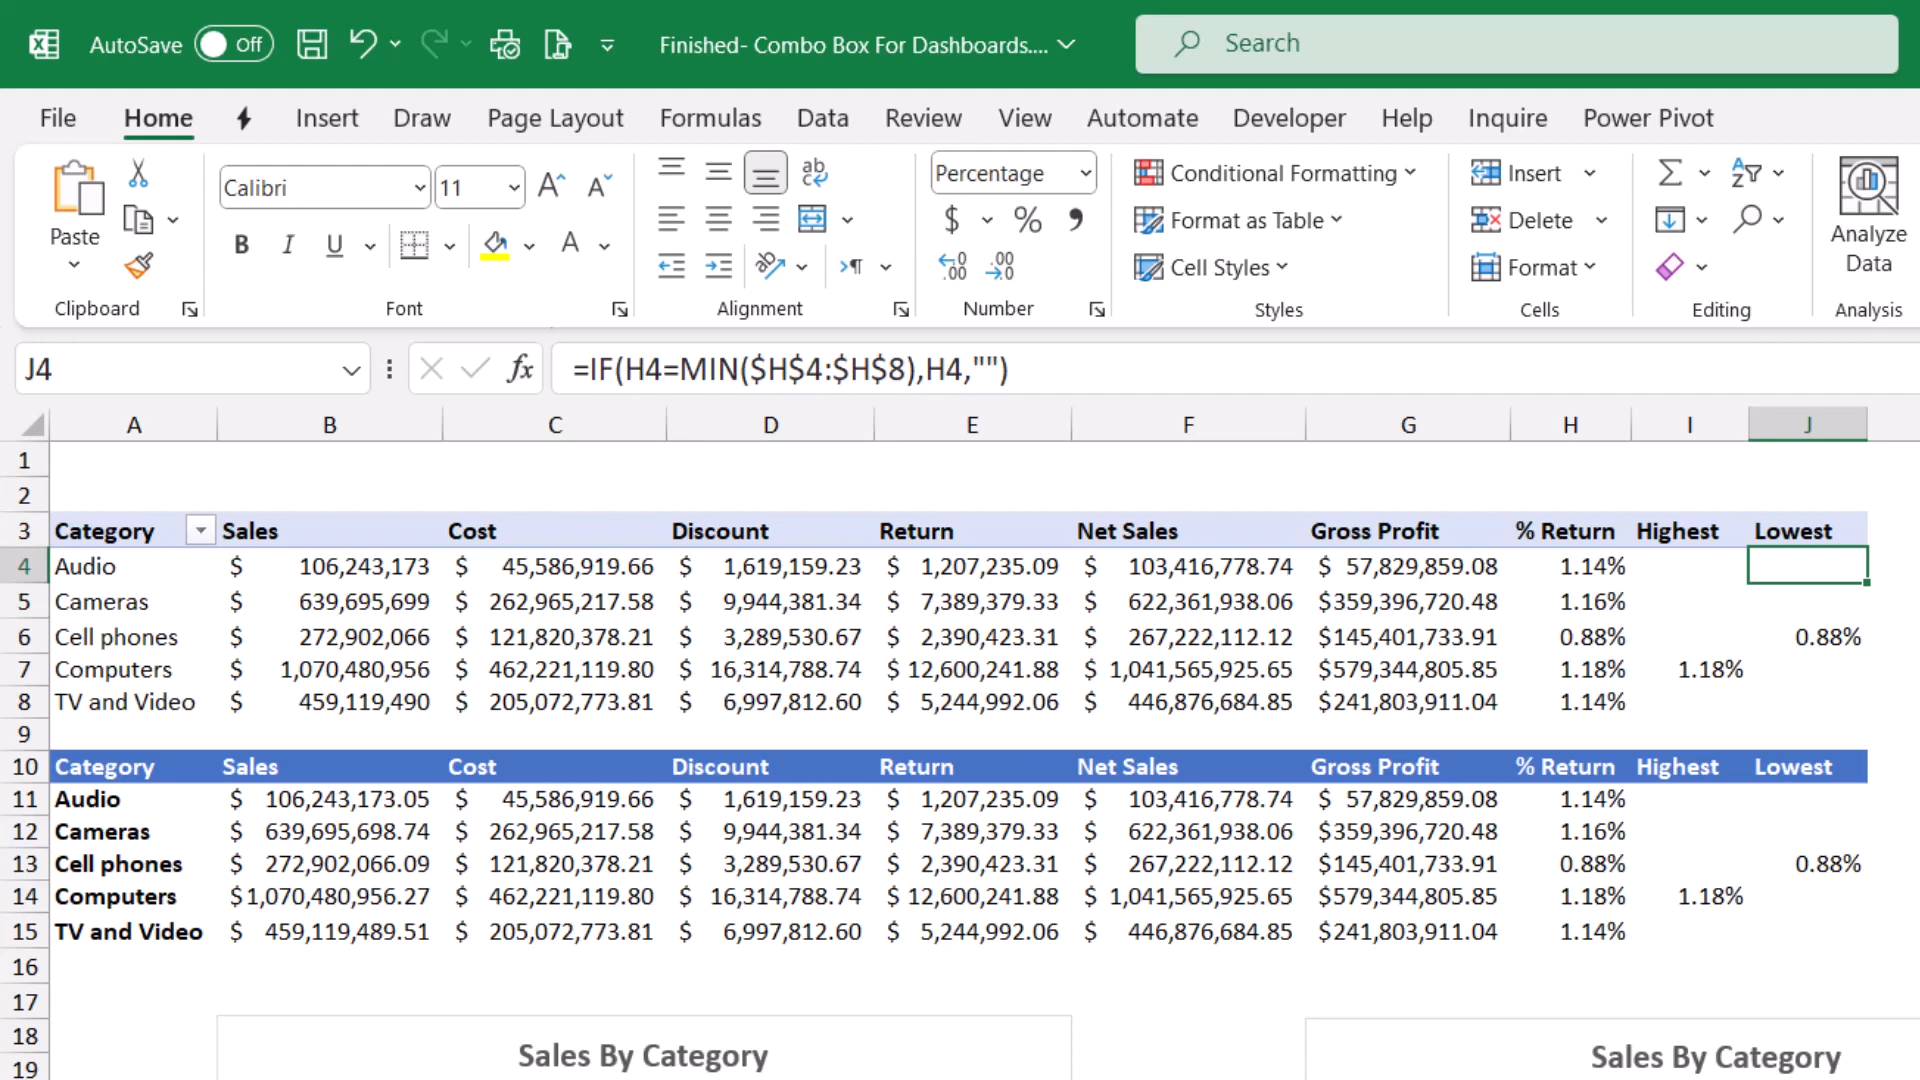 AutoSave Off Finished- Combo Box For Dashboards.... Search
File Home Insert Draw Page Layout Formulas Data Review View Automate Developer Help Inquire Power Pivot
Paste
Clipboard
Calibri 11
B I U A
Font
ab
Alignment
Percentage
$ % ,
Number
Conditional Formatting
Format as Table
Cell Styles
Styles
Insert
Delete
Format
Cells
Editing
Analyze
Data
Analysis
J4 fx =IF(H4=MIN($H$4:$H$8),H4,"")
A B C D E F G H I J
1
2
3 Category Sales Cost Discount Return Net Sales Gross Profit % Return Highest Lowest
4 Audio $ 106,243,173 $ 45,586,919.66 $ 1,619,159.23 $ 1,207,235.09 $ 103,416,778.74 $ 57,829,859.08 1.14%
5 Cameras $ 639,695,699 $ 262,965,217.58 $ 9,944,381.34 $ 7,389,379.33 $ 622,361,938.06 $359,396,720.48 1.16%
6 Cell phones $ 272,902,066 $ 121,820,378.21 $ 3,289,530.67 $ 2,390,423.31 $ 267,222,112.12 $145,401,733.91 0.88% 0.88%
7 Computers $ 1,070,480,956 $ 462,221,119.80 $ 16,314,788.74 $ 12,600,241.88 $ 1,041,565,925.65 $579,344,805.85 1.18% 1.18%
8 TV and Video $ 459,119,490 $ 205,072,773.81 $ 6,997,812.60 $ 5,244,992.06 $ 446,876,684.85 $241,803,911.04 1.14%
9
10 Category Sales Cost Discount Return Net Sales Gross Profit % Return Highest Lowest
11 Audio $ 106,243,173.05 $ 45,586,919.66 $ 1,619,159.23 $ 1,207,235.09 $ 103,416,778.74 $ 57,829,859.08 1.14%
12 Cameras $ 639,695,698.74 $ 262,965,217.58 $ 9,944,381.34 $ 7,389,379.33 $ 622,361,938.06 $359,396,720.48 1.16%
13 Cell phones $ 272,902,066.09 $ 121,820,378.21 $ 3,289,530.67 $ 2,390,423.31 $ 267,222,112.12 $145,401,733.91 0.88% 0.88%
14 Computers $1,070,480,956.27 $ 462,221,119.80 $ 16,314,788.74 $ 12,600,241.88 $ 1,041,565,925.65 $579,344,805.85 1.18% 1.18%
15 TV and Video $ 459,119,489.51 $ 205,072,773.81 $ 6,997,812.60 $ 5,244,992.06 $ 446,876,684.85 $241,803,911.04 1.14%
16
17
18 Sales By Category Sales By Category
19